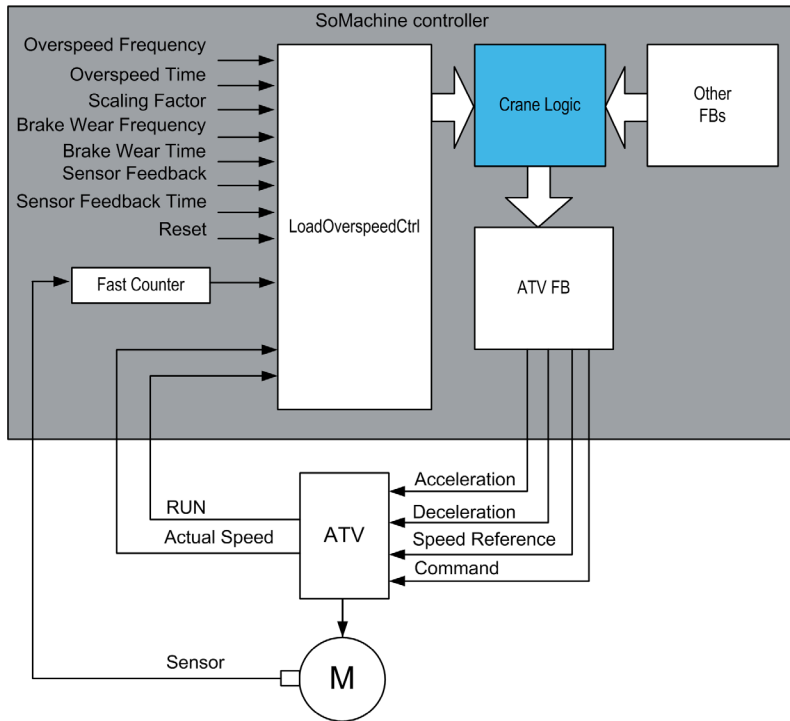 SoMachine controller
Overspeed Frequency
Overspeed Time
Scaling Factor
Brake Wear Frequency
Brake Wear Time
Sensor Feedback
Sensor Feedback Time
Reset
Fast Counter
LoadOverspeedCtrl
Crane Logic
Other
FBs
ATV FB
Acceleration
Deceleration
Speed Reference
Command
RUN
Actual Speed
ATV
Sensor
M